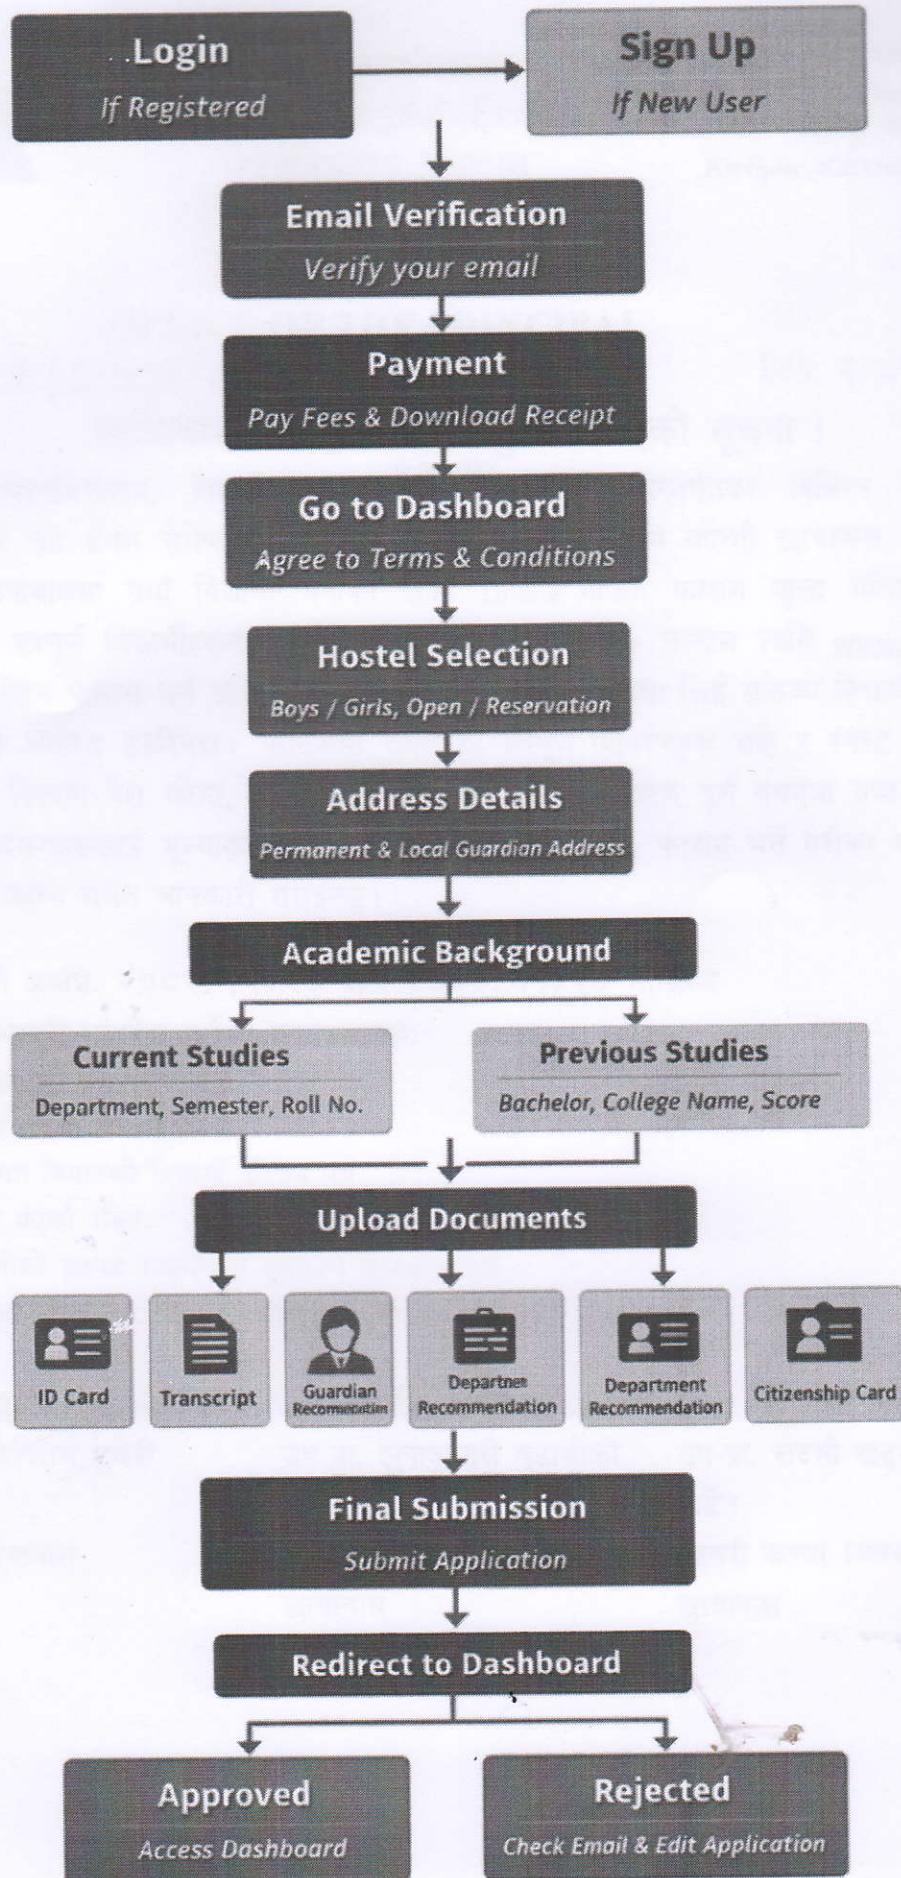 Login
If Registered
Sign Up
If New User
Email Verification
Verify your email
Payment
Pay Fees & Download Receipt
Go to Dashboard
Agree to Terms & Conditions
Hostel Selection
Boys / Girls, Open / Reservation
Address Details
Permanent & Local Guardian Address
Academic Background
Current Studies
Department, Semester, Roll No.
Previous Studies
Bachelor, College Name, Score
Upload Documents
ID Card
Transcript
Guardian
Departner
Recommendation
Department
Recommendation
Citizenship Card
Final Submission
Submit Application
Redirect to Dashboard
Approved
Access Dashboard
Rejected
Check Email & Edit Application